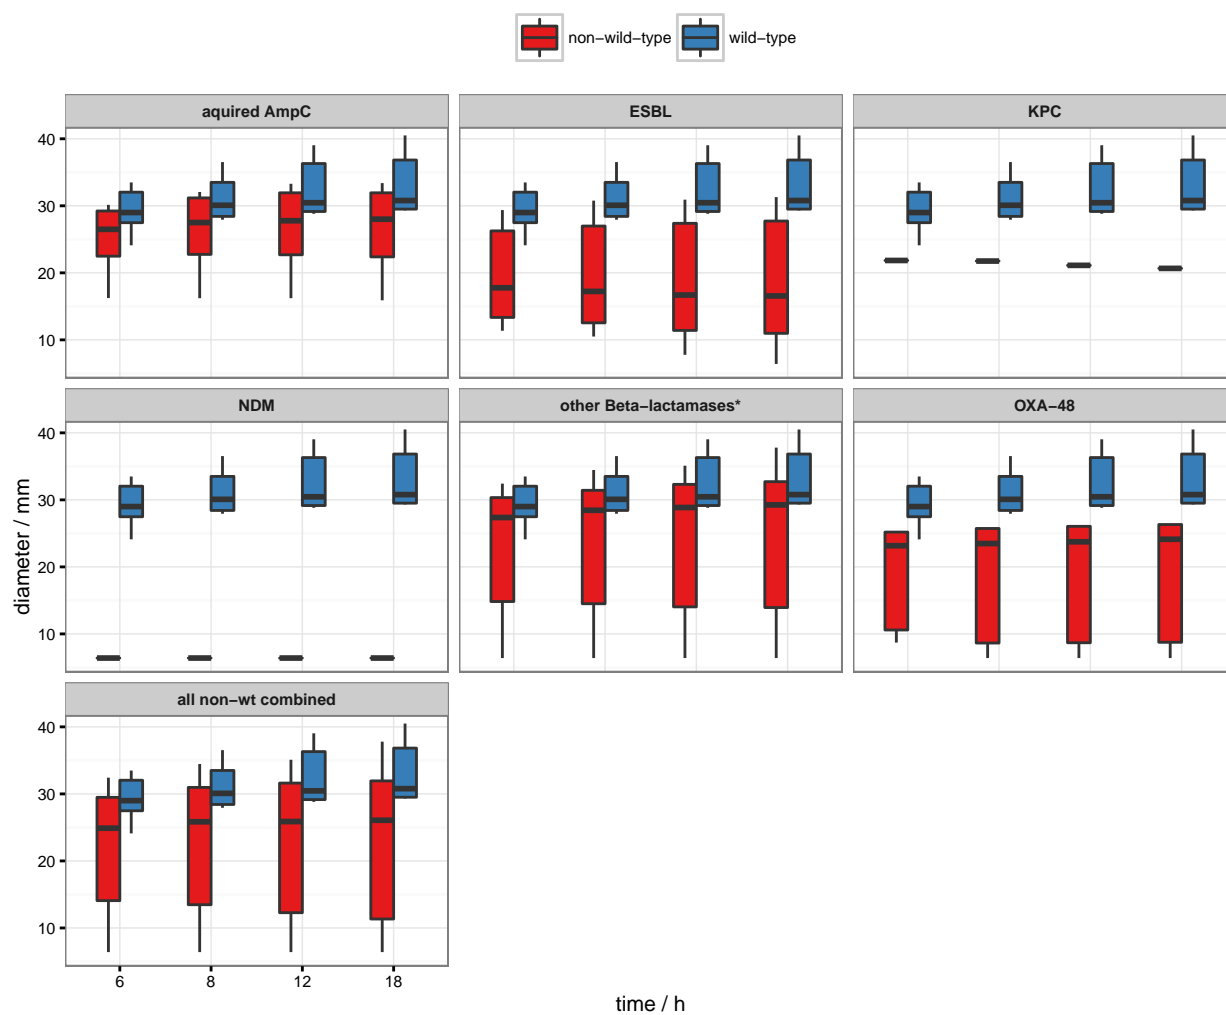 non-wild-type wild-type
aquired AmpC ESBL KPC
40
30
20
10
NDM other Beta-lactamases* OXA-48
40
30
20
10
diameter / mm
all non-wt combined
40
30
20
10
6 8 12 18
time / h